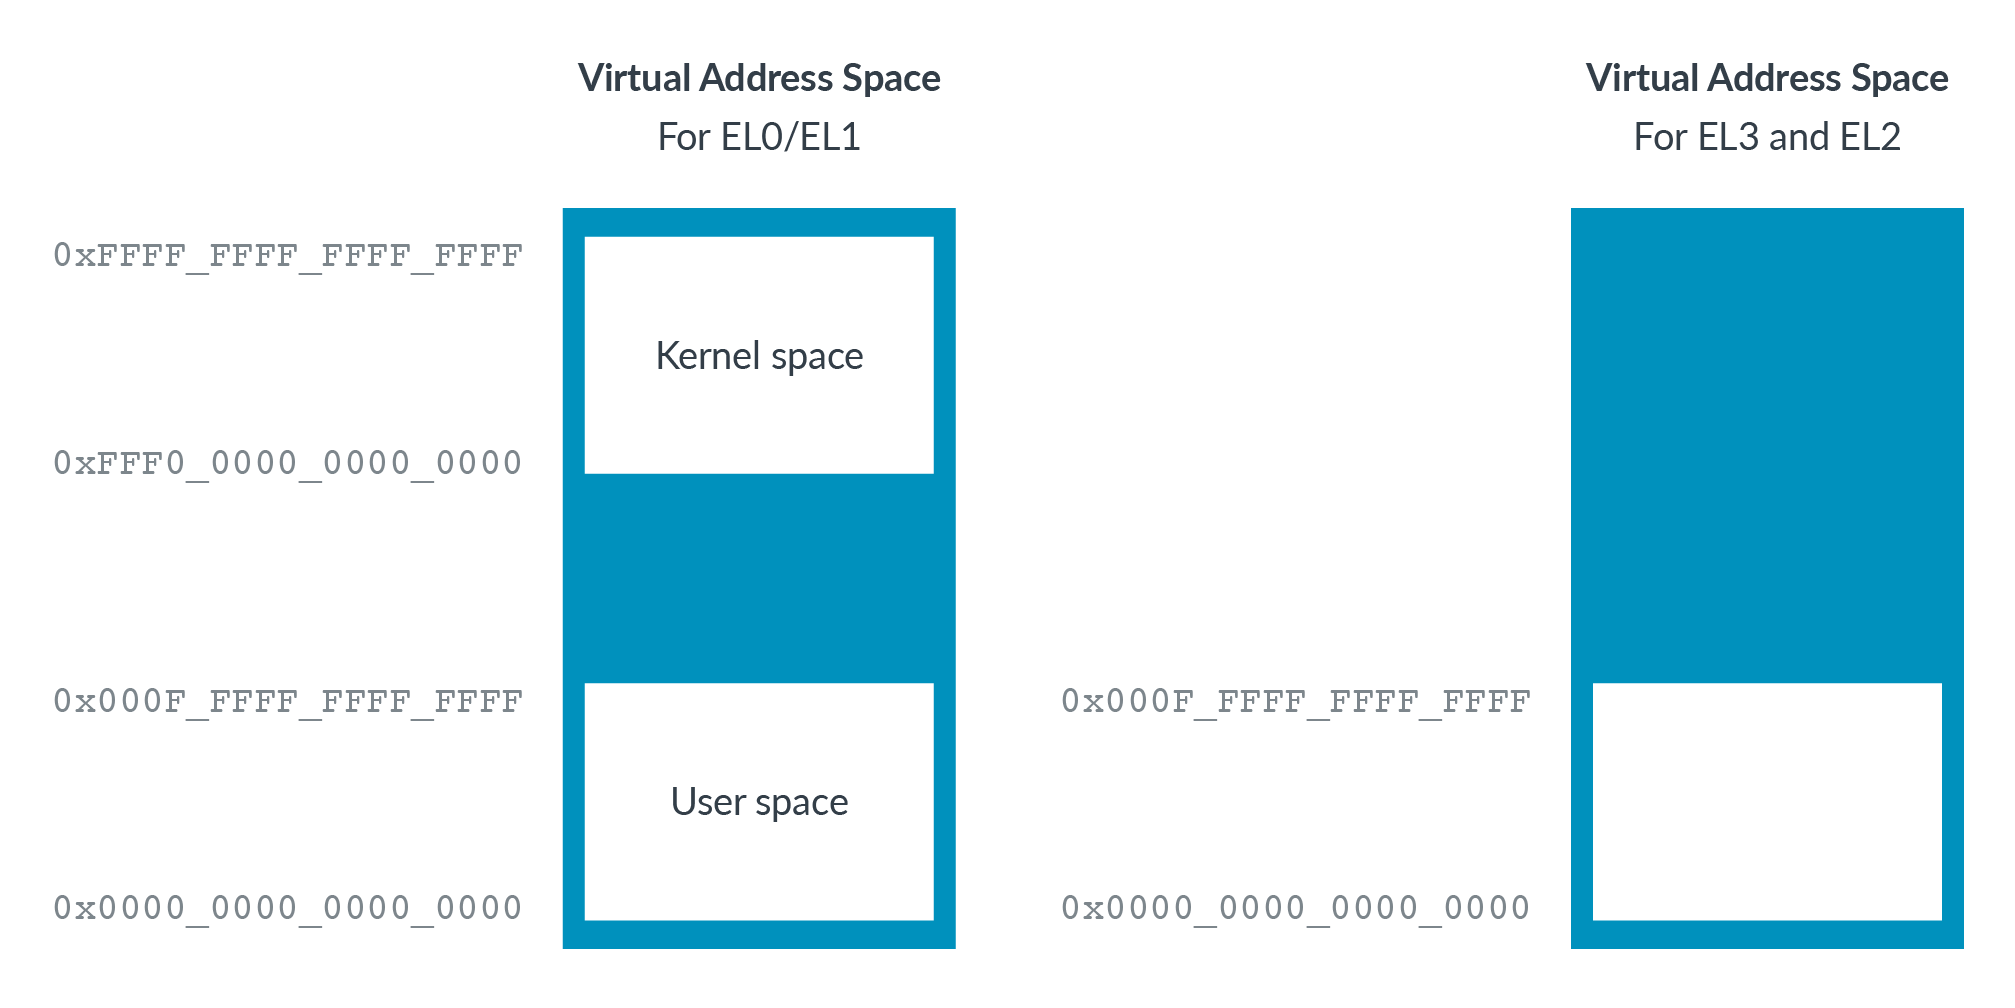 Virtual Address Space
For EL0/EL1
0xFFFF_FFFF_FFFF_FFFF
Kernel space
0xFFF0_0000_0000_0000
0x000F_FFFF_FFFF_FFFF
User space
0x0000_0000_0000_0000
Virtual Address Space
For EL3 and EL2
0x000F_FFFF_FFFF_FFFF
0x0000_0000_0000_0000